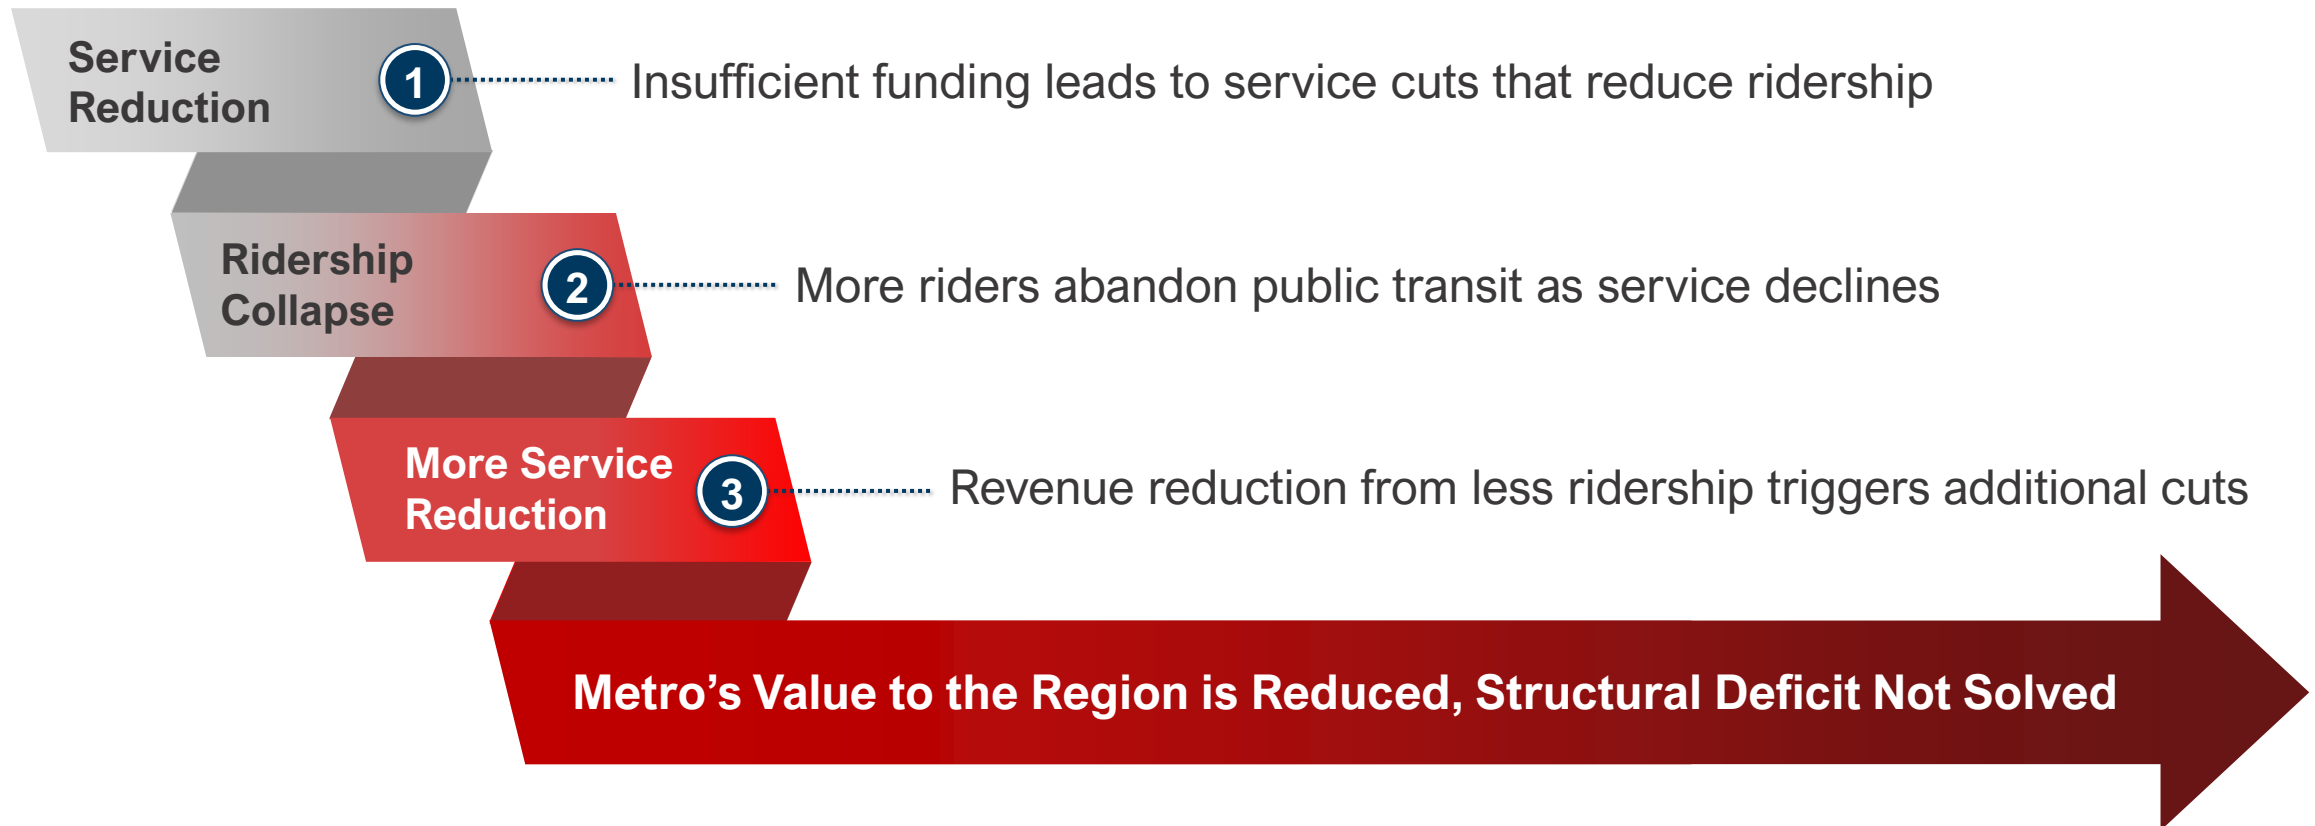 Service
Reduction
1
Insufficient funding leads to service cuts that reduce ridership
Ridership
Collapse
2
More riders abandon public transit as service declines
More Service
Reduction
3
Revenue reduction from less ridership triggers additional cuts
Metro’s Value to the Region is Reduced, Structural Deficit Not Solved